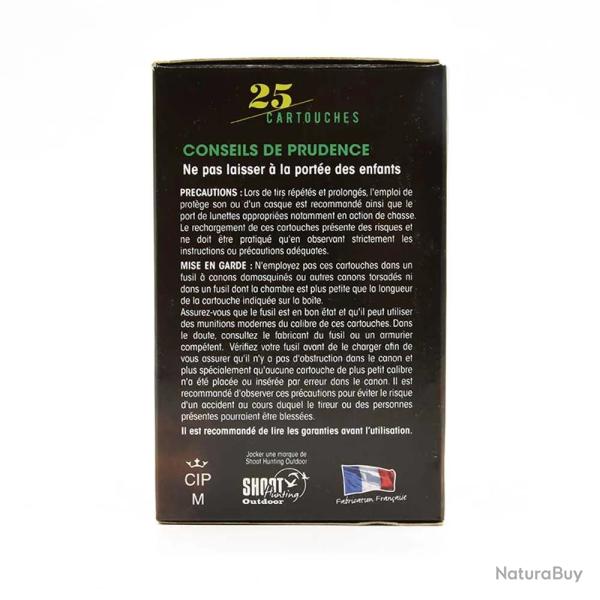 25
CARTOUCHES
CONSEILS DE PRUDENCE
Ne pas laisser à la portée des enfants
PRECAUTIONS : Lors de tirs répétés et prolongés, l'emploi de
protège son ou d'un casque est recommandé ainsi que le
port de lunettes appropriées notamment en action de chasse.
Le rechargement de ces cartouches présente des risques et
ne doit être pratiqué qu'en observant strictement les
instructions ou précautions adéquates.
MISE EN GARDE : N'employez pas ces cartouches dans un
fusil à canons damasquinés ou autres canons torsadés ni
dans un fusil dont la chambre est plus petite que la longueur
de la cartouche indiquée sur la boîte.
Assurez-vous que le fusil est en bon état et qu'il peut utiliser
des munitions modernes du calibre de ces cartouches. Dans
le doute, consultez le fabricant du fusil ou un armurier
compétent. Vérifiez votre fusil avant de le charger afin de
vous assurer qu'il n'y a pas d'obstruction dans le canon et
plus spécialement qu'aucune cartouche de plus petit calibre
n'a été placée ou insérée par erreur dans le canon. Il est
recommandé d'observer ces précautions pour éviter le risque
d'un accident au cours duquel le tireur ou des personnes
présentes pourraient être blessées.
Il est recommandé de lire les garanties avant l'utilisation.
Jocker une marque de
Shoot Hunting Outdoor
CIP
M
SHOOT
Hunting
Outdoor
Fabrication Française
NaturaBuy